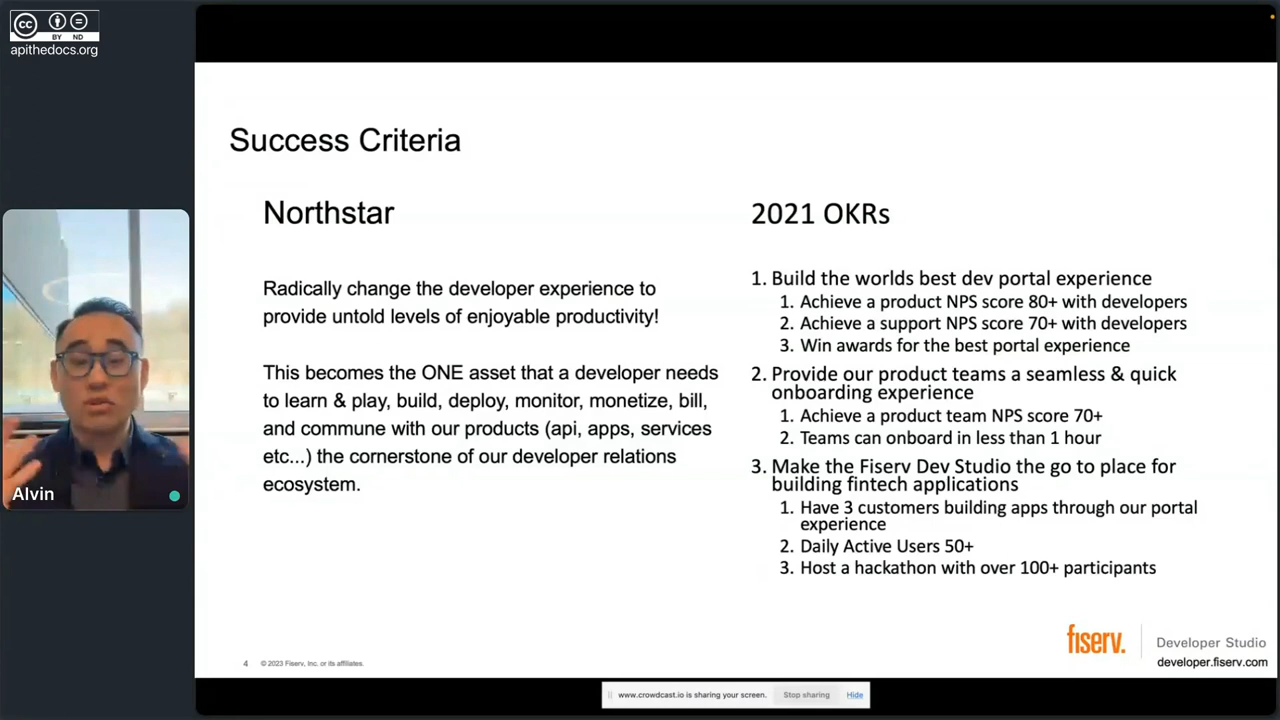 cc
BY ND
apithedocs.org
Success Criteria
Northstar
Radically change the developer experience to
provide untold levels of enjoyable productivity!
This becomes the ONE asset that a developer needs
to learn & play, build, deploy, monitor, monetize, bill,
and commune with our products (api, apps, services
etc...) the cornerstone of our developer relations
ecosystem.
2021 OKRs
1. Build the worlds best dev portal experience
1. Achieve a product NPS score 80+ with developers
2. Achieve a support NPS score 70+ with developers
3. Win awards for the best portal experience
2. Provide our product teams a seamless & quick
onboarding experience
1. Achieve a product team NPS score 70+
2. Teams can onboard in less than 1 hour
3. Make the Fiserv Dev Studio the go to place for
building fintech applications
1. Have 3 customers building apps through our portal
experience
2. Daily Active Users 50+
3. Host a hackathon with over 100+ participants
Alvin
4 © 2023 Fiserv, Inc. or its affiliates.
fiserv.
Developer Studio
developer.fiserv.com
www.crowdcast.io is sharing your screen. Stop sharing Hide